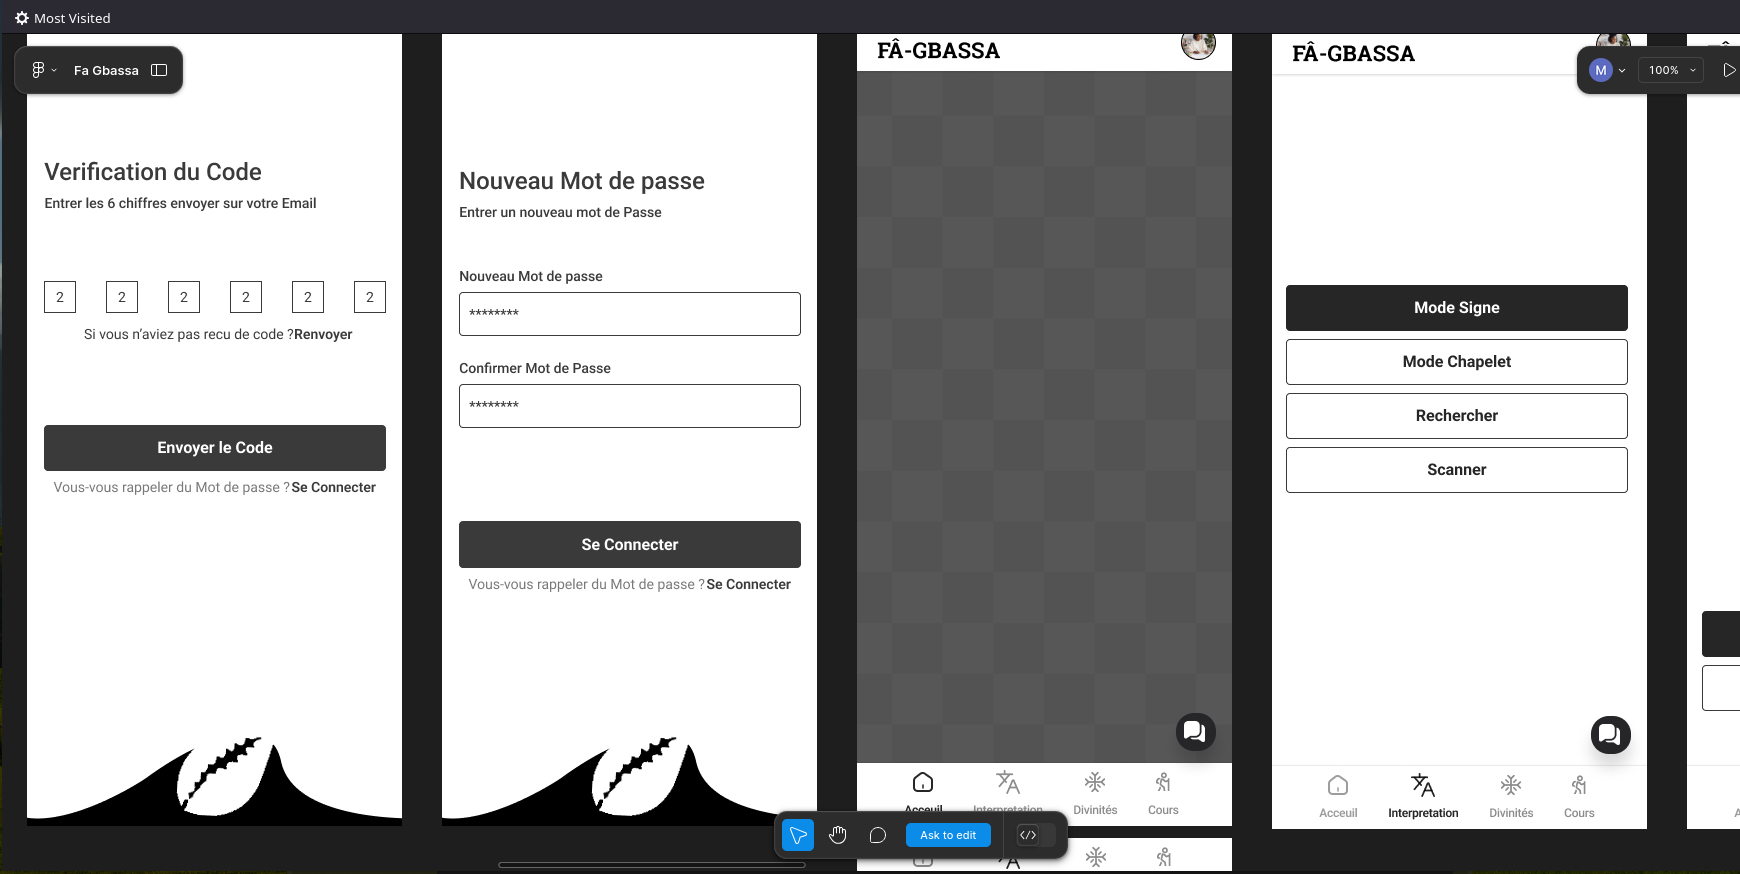 Most Visited
Fa Gbassa
Verification du Code
Entrer les 6 chiffres envoyer sur votre Email
2 2 2 2 2 2
Si vous n'aviez pas recu de code ?Renvoyer
Envoyer le Code
Vous-vous rappeler du Mot de passe ? Se Connecter
Nouveau Mot de passe
Entrer un nouveau mot de Passe
Nouveau Mot de passe
********
Confirmer Mot de Passe
********
Se Connecter
Vous-vous rappeler du Mot de passe ? Se Connecter
FÂ-GBASSA
Acceuil Interpretation Divinités Cours
FÂ-GBASSA
M 100%
Mode Signe
Mode Chapelet
Rechercher
Scanner
Acceuil Interpretation Divinités Cours
Ask to edit